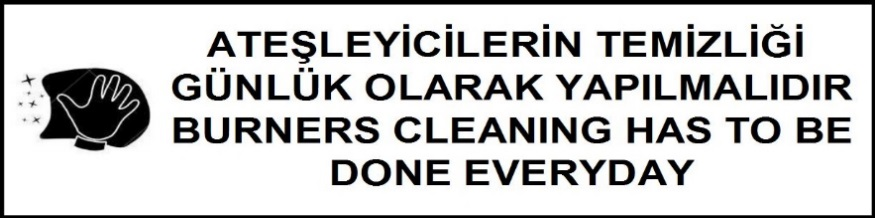 ATEŞLEYİCİLERİN TEMİZLİĞİ
GÜNLÜK OLARAK YAPILMALIDIR
BURNERS CLEANING HAS TO BE
DONE EVERYDAY